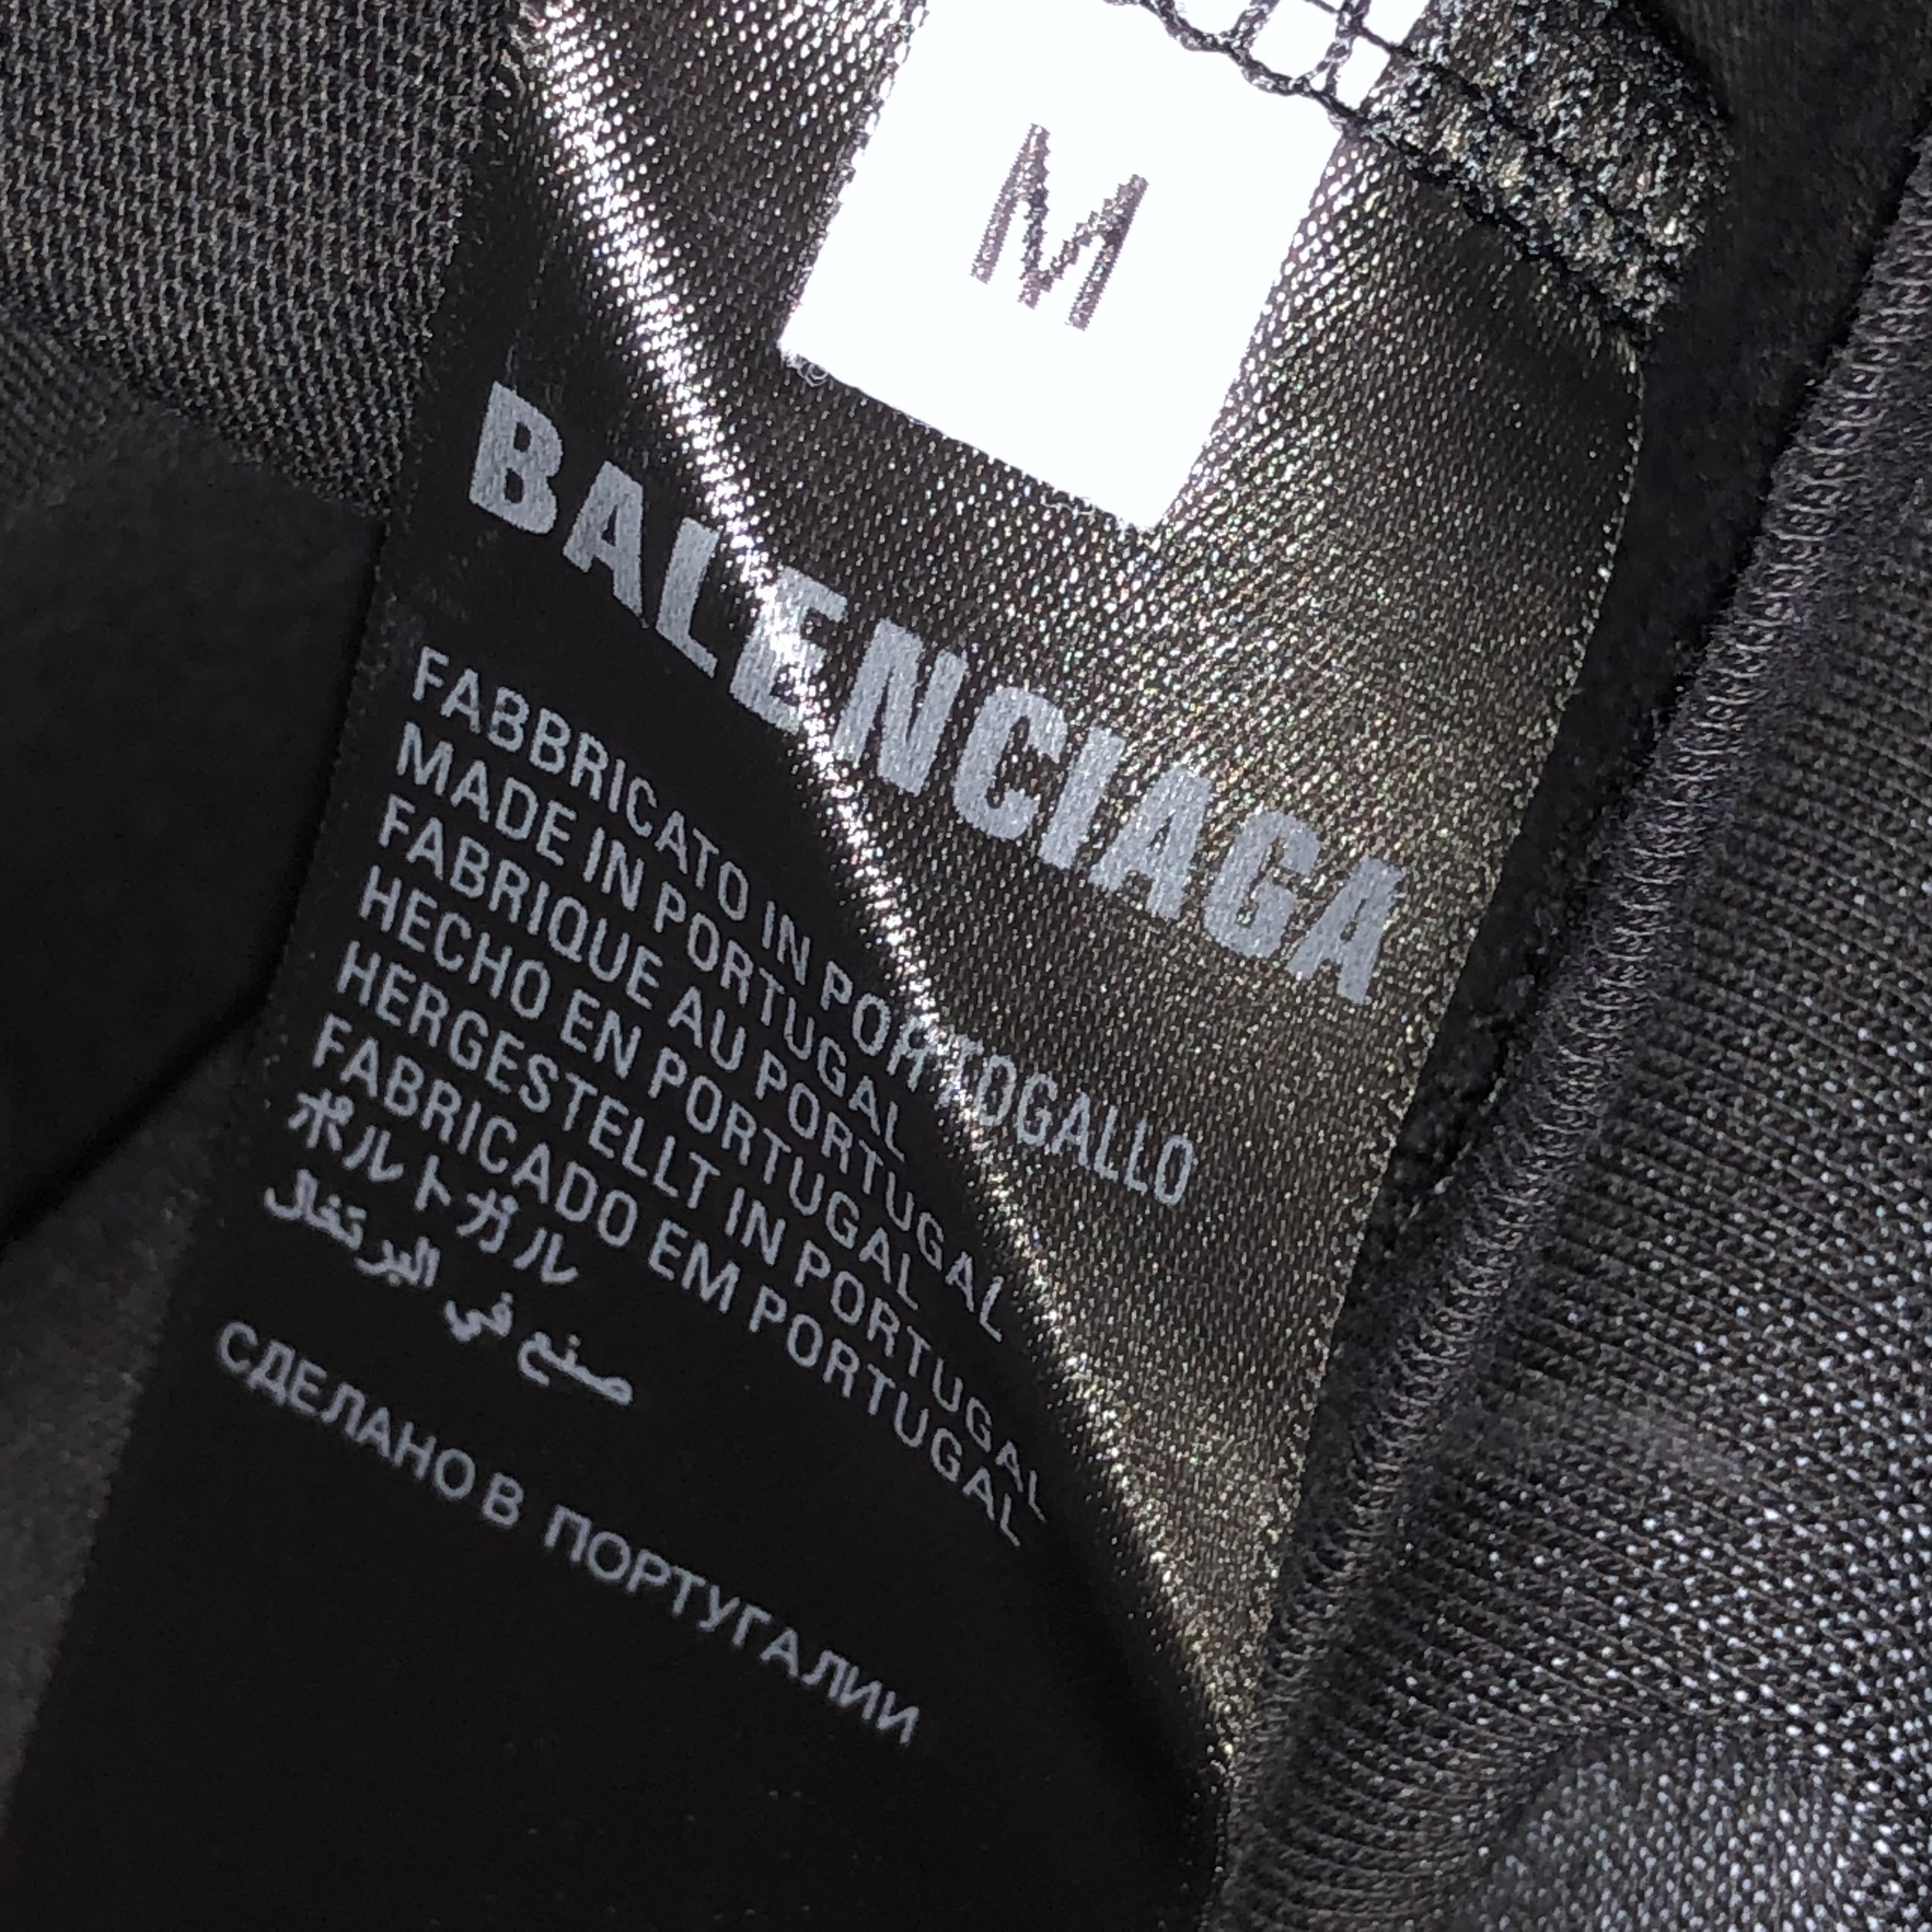 M
BALENCIAGA
FABBRICATO IN PORTOGALLO
MADE IN PORTUGAL
FABRIQUE AU PORTUGAL
HECHO EN PORTUGAL
HERGESTELLT IN PORTUGAL
FABRICADO EM PORTUGAL
ポルトガル
صنع في البرتغال
СДЕЛАНО В ПОРТУГАЛИИ